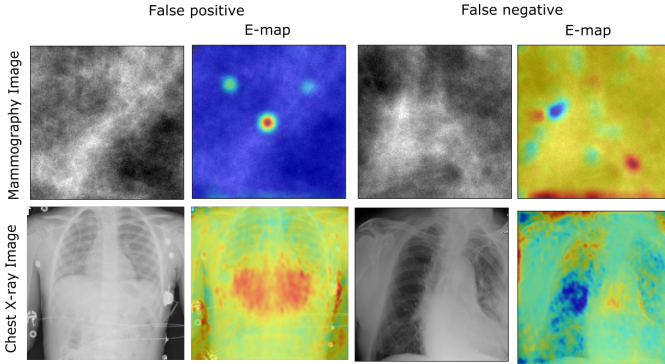 False positive
False negative
E-map
E-map
Mammography Image
Chest X-ray Image